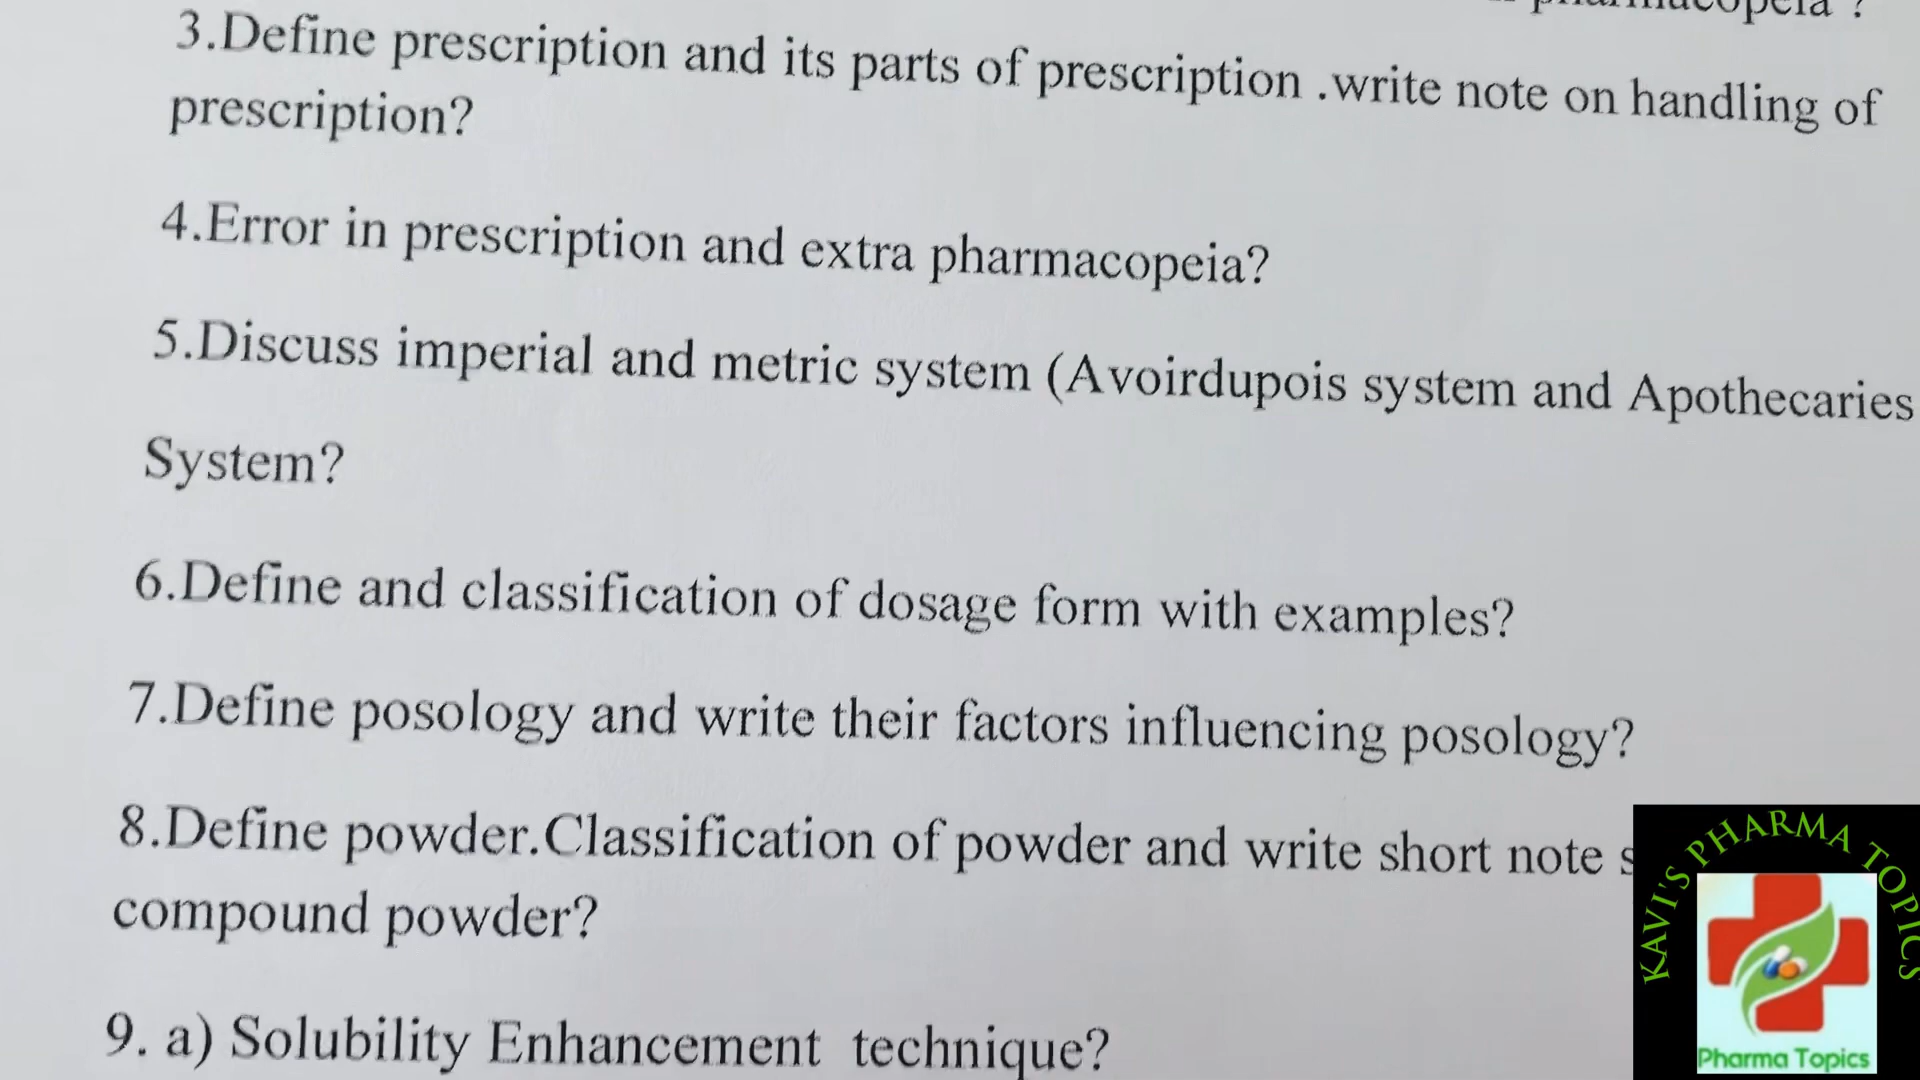 pharmacopeia ?
3.Define prescription and its parts of prescription .write note on handling of
prescription?
4.Error in prescription and extra pharmacopeia?
5.Discuss imperial and metric system (Avoirdupois system and Apothecaries
System?
6.Define and classification of dosage form with examples?
7.Define posology and write their factors influencing posology?
8.Define powder.Classification of powder and write short note
compound powder?
9. a) Solubility Enhancement technique?
KAVI'S PHARMA TOPICS
Pharma Topics